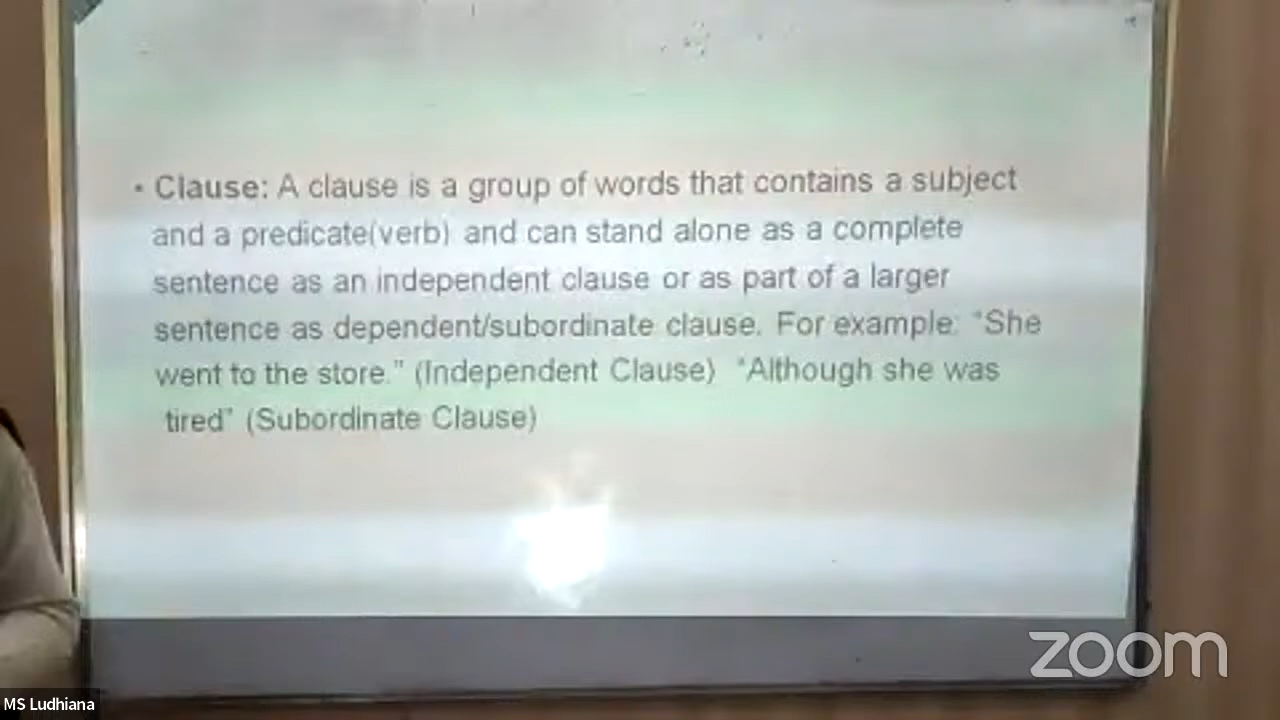 • Clause: A clause is a group of words that contains a subject
and a predicate(verb) and can stand alone as a complete
sentence as an independent clause or as part of a larger
sentence as dependent/subordinate clause. For example: "She
went to the store." (Independent Clause) "Although she was
tired" (Subordinate Clause)
zoom
MS Ludhiana